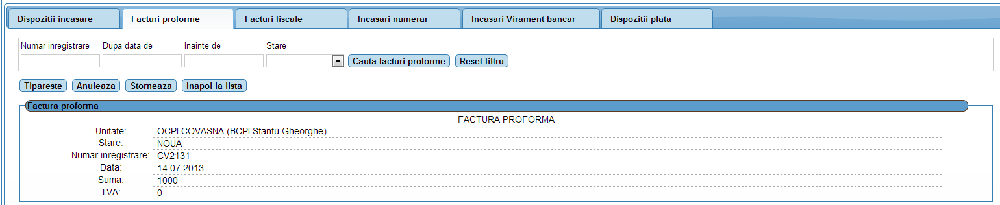 Dispozitii incasare Facturi proforme Facturi fiscale Incasari numerar Incasari Virament bancar Dispozitii plata
Numar inregistrare Dupa data de Inainte de Stare
Cauta facturi proforme Reset filtru
Tipareste Anuleaza Storneaza Inapoi la lista
Factura proforma
FACTURA PROFORMA
Unitate: OCPI COVASNA (BCPI Sfantu Gheorghe)
Stare: NOUA
Numar inregistrare: CV2131
Data: 14.07.2013
Suma: 1000
TVA: 0